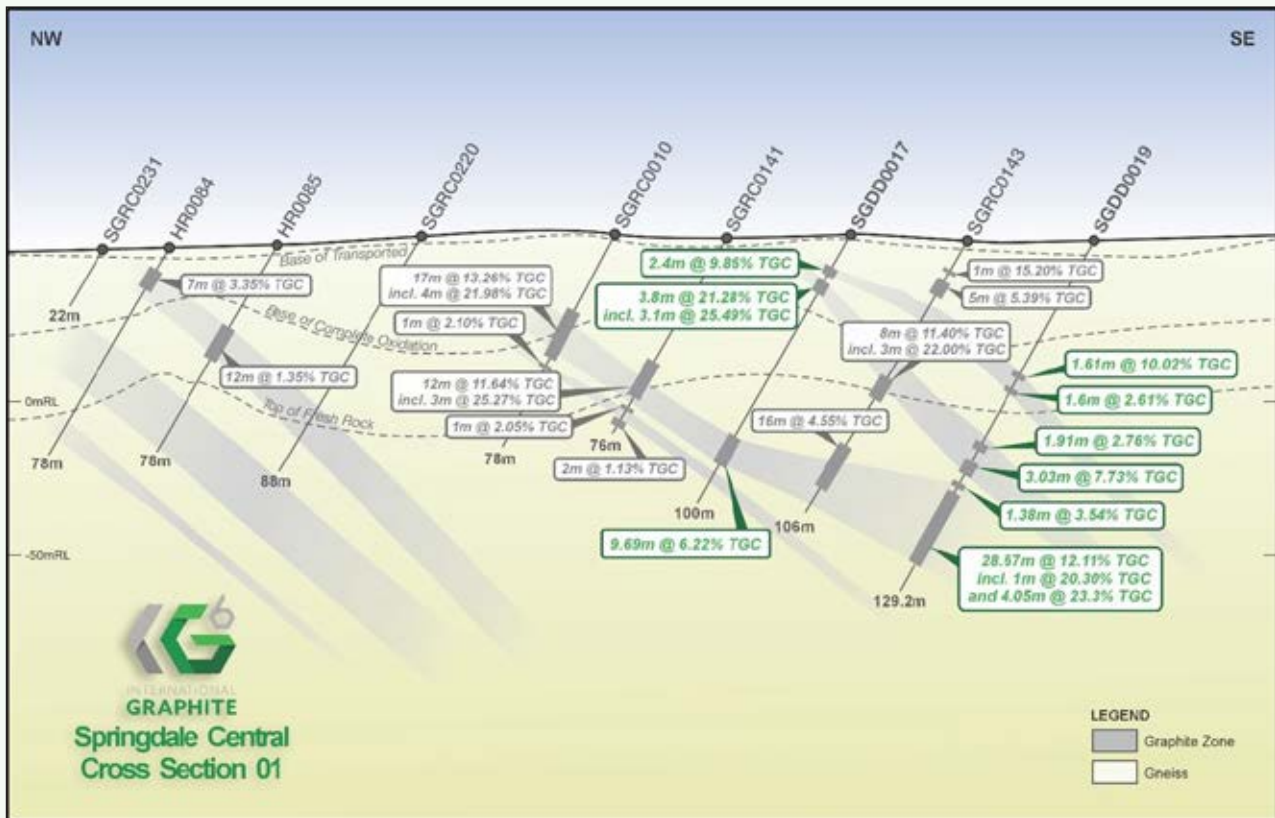 NW
SE
SGRC0231
HR0084
HR0085
SGRC0220
SGRC0010
SGRC0141
SGDD0017
SGRC0143
SGDD0019
Base of Transported
7m @ 3.35% TGC
17m @ 13.26% TGC
incl. 4m @ 21.98% TGC
2.4m @ 9.85% TGC
1m @ 15.20% TGC
5m @ 5.39% TGC
3.8m @ 21.28% TGC
incl. 3.1m @ 25.49% TGC
22m
1m @ 2.10% TGC
Base of Complete Oxidation
8m @ 11.40% TGC
incl. 3m @ 22.00% TGC
12m @ 1.35% TGC
1.61m @ 10.02% TGC
12m @ 11.64% TGC
incl. 3m @ 25.27% TGC
1.6m @ 2.61% TGC
0mRL
Top of Fresh Rock
1m @ 2.05% TGC
16m @ 4.55% TGC
1.91m @ 2.76% TGC
78m
78m
88m
78m
76m
2m @ 1.13% TGC
3.03m @ 7.73% TGC
100m
106m
1.38m @ 3.54% TGC
9.69m @ 6.22% TGC
-50mRL
28.67m @ 12.11% TGC
incl. 1m @ 20.30% TGC
and 4.05m @ 23.3% TGC
129.2m
G6
INTERNATIONAL
GRAPHITE
Springdale Central
Cross Section 01
LEGEND
Graphite Zone
Gneiss